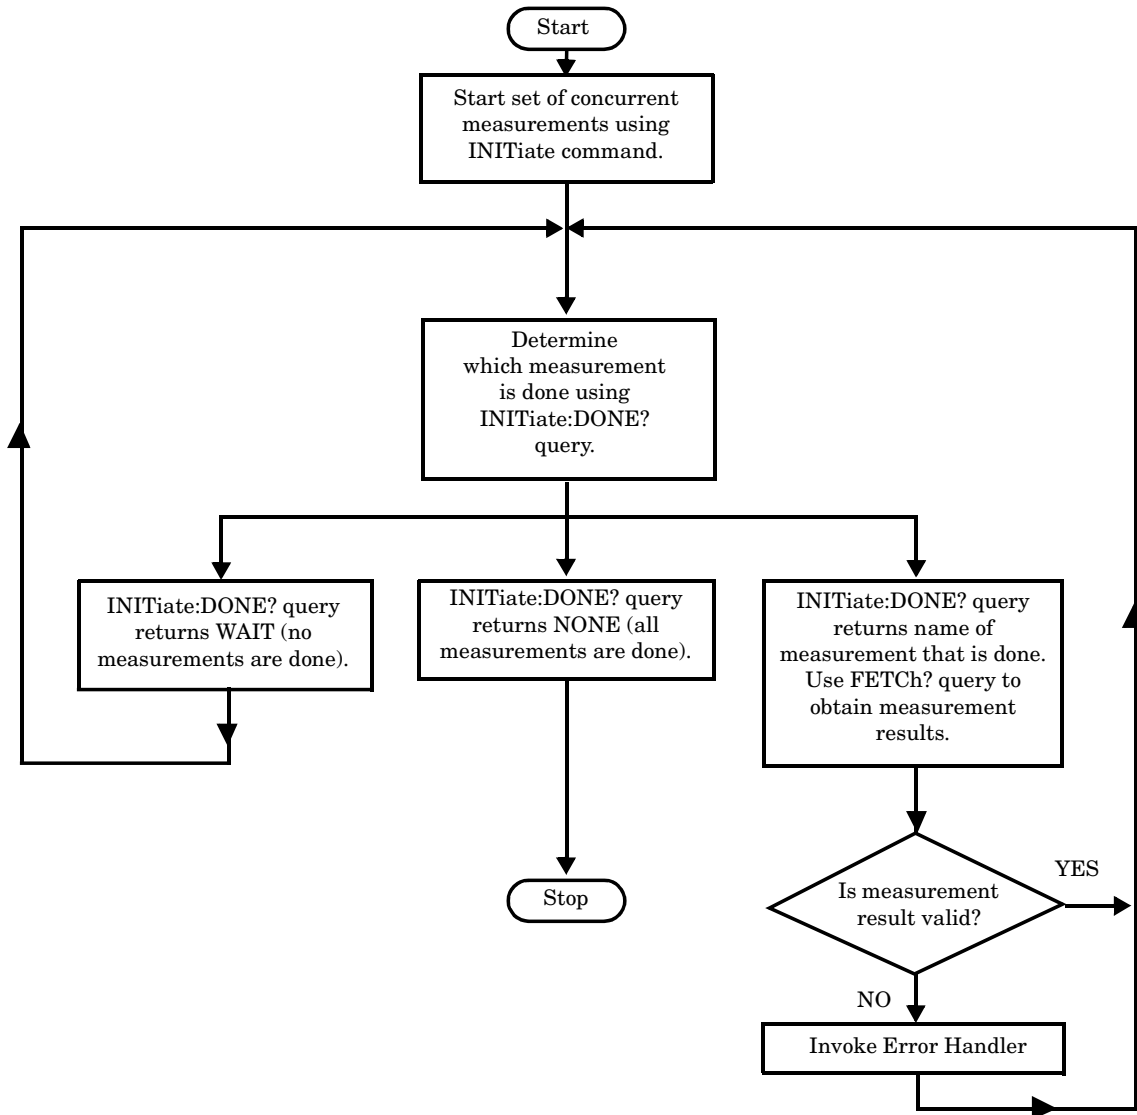 Start
Start set of concurrent
measurements using
INITiate command.
Determine
which measurement
is done using
INITiate:DONE?
query.
INITiate:DONE? query
returns WAIT (no
measurements are done).
INITiate:DONE? query
returns NONE (all
measurements are done).
INITiate:DONE? query
returns name of
measurement that is done.
Use FETCh? query to
obtain measurement
results.
Is measurement
result valid?
YES
NO
Stop
Invoke Error Handler